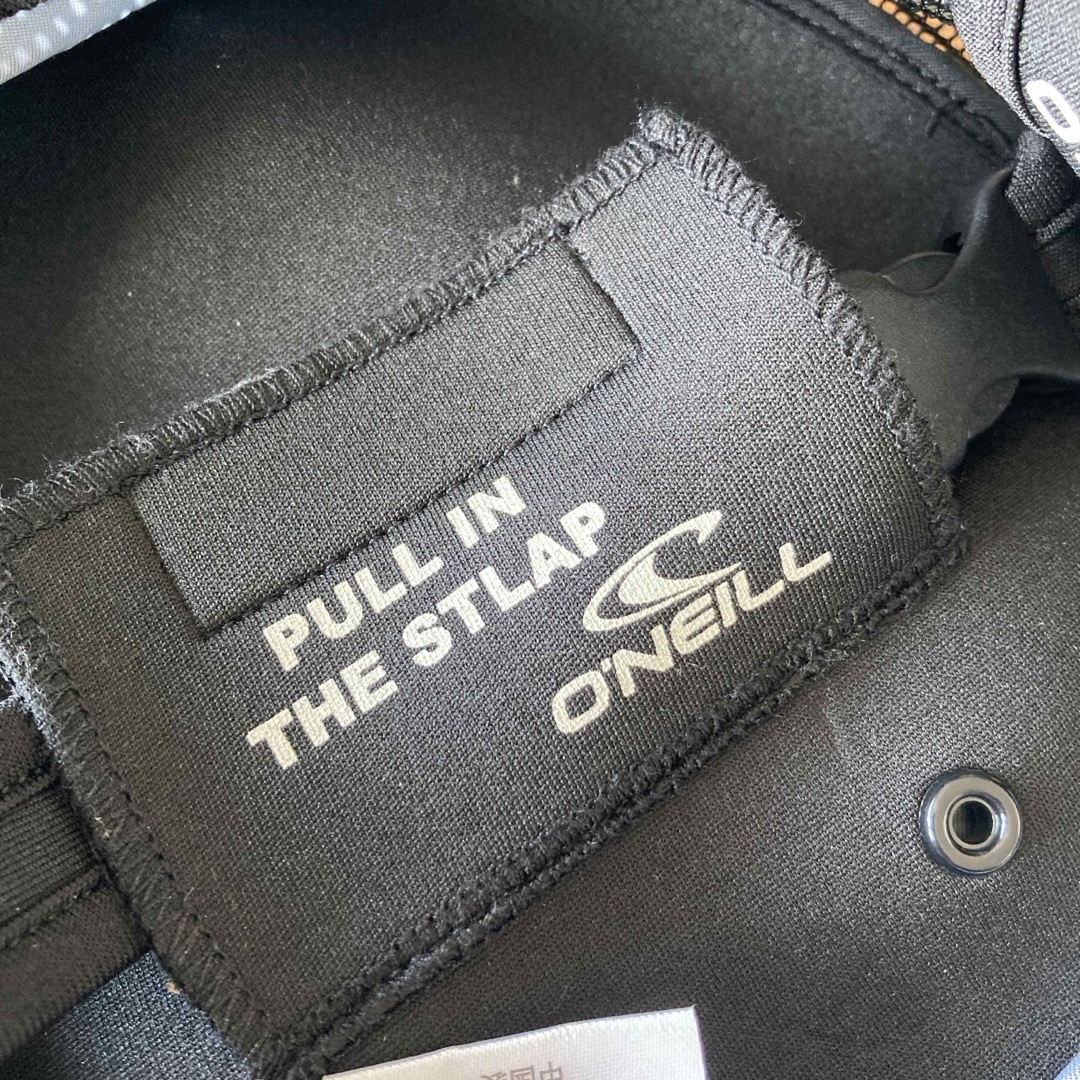 PULL IN
THE STLAP
O'NEILL